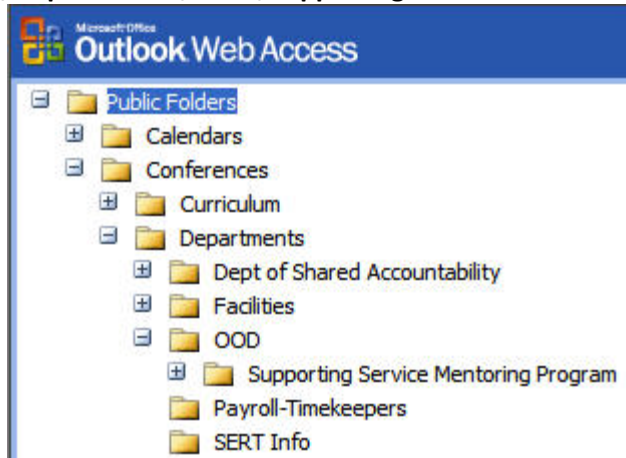 Microsoft Office
Outlook Web Access
Public Folders
Calendars
Conferences
Curriculum
Departments
Dept of Shared Accountability
Facilities
OOD
Supporting Service Mentoring Program
Payroll-Timekeepers
SERT Info